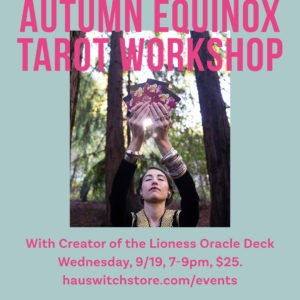 AUTUMN EQUINOX
TAROT WORKSHOP
With Creator of the Lioness Oracle Deck
Wednesday, 9/19, 7-9pm, $25.
hauswitchstore.com/events